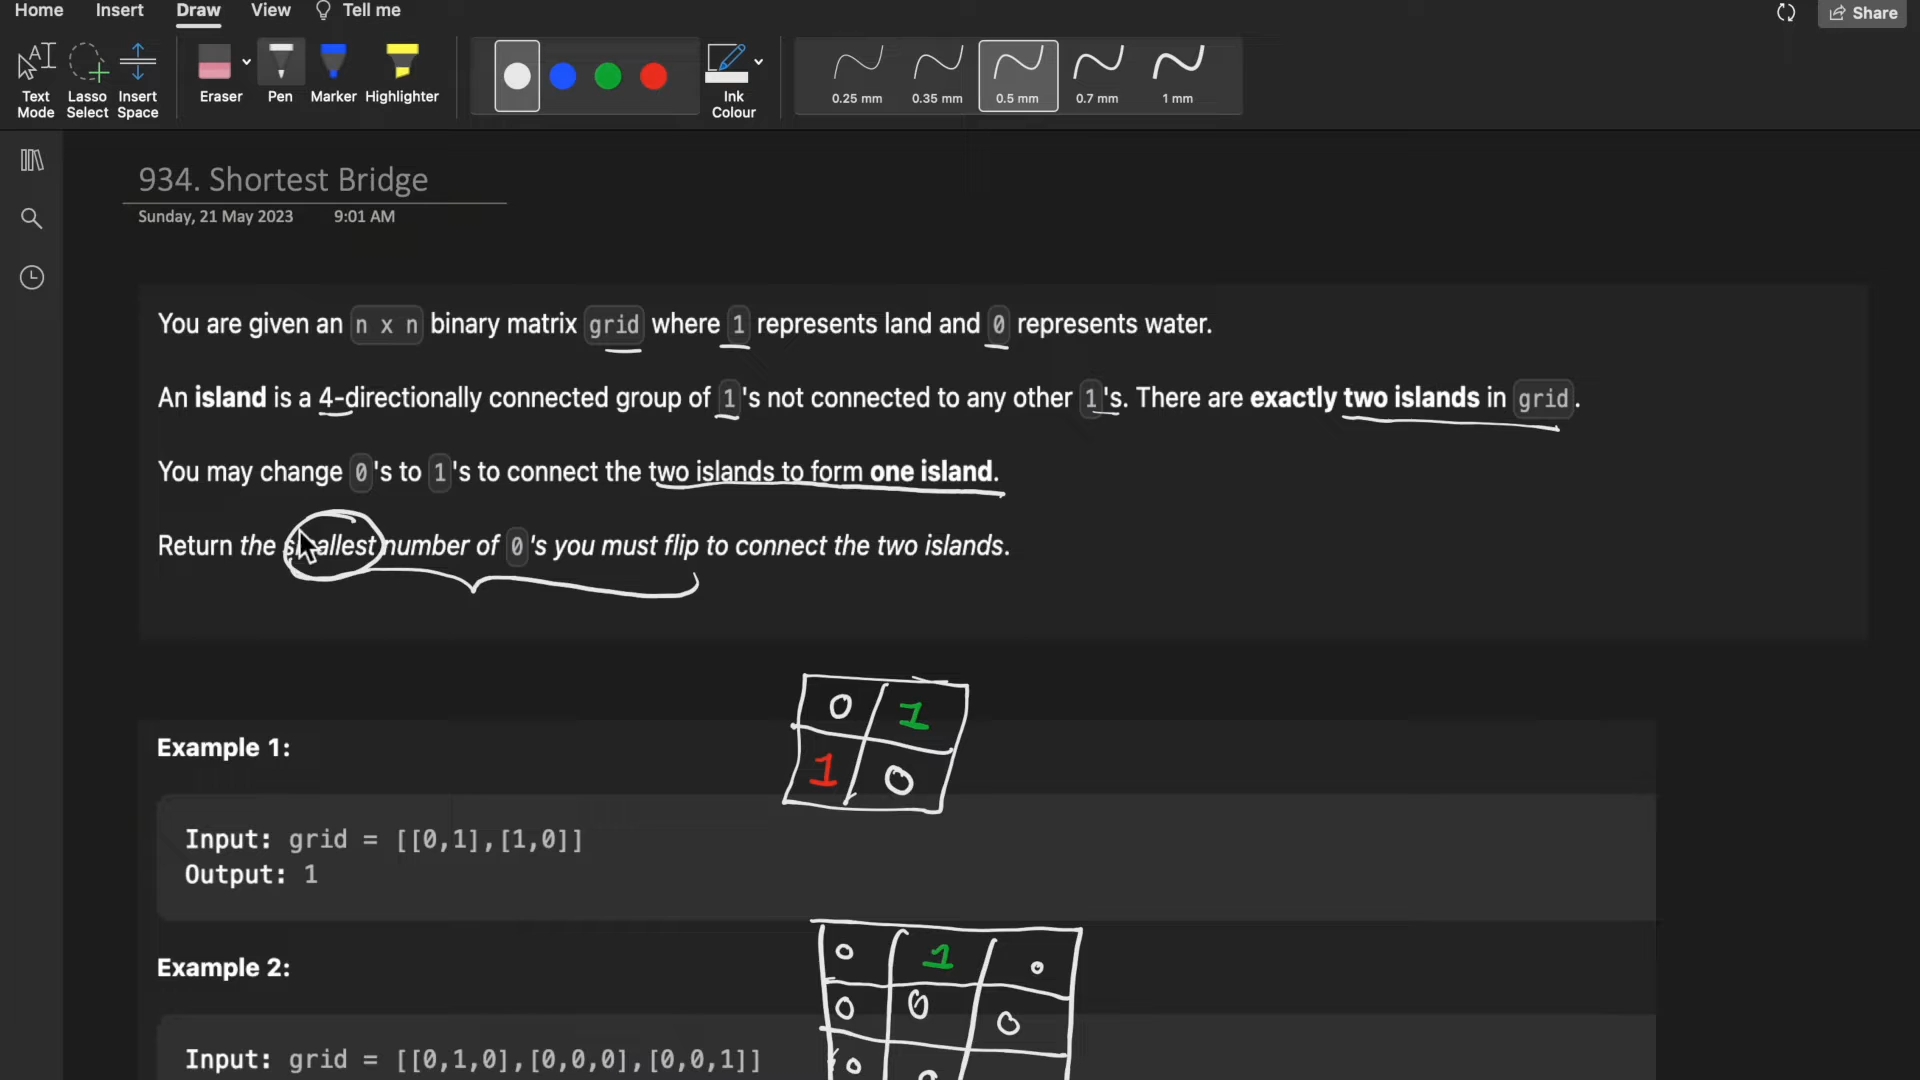 Home Insert Draw View Tell me Share
Text Mode Lasso Select Insert Space Eraser Pen Marker Highlighter Ink Colour 0.25 mm 0.35 mm 0.5 mm 0.7 mm 1 mm
934. Shortest Bridge
Sunday, 21 May 2023 9:01 AM
You are given an n x n binary matrix grid where 1 represents land and 0 represents water.
An island is a 4-directionally connected group of 1's not connected to any other 1's. There are exactly two islands in grid.
You may change 0's to 1's to connect the two islands to form one island.
Return the smallest number of 0's you must flip to connect the two islands.
0 1
Example 1:
1 0
Input: grid = [[0,1],[1,0]]
Output: 1
0 1 0
Example 2:
0 0 0
Input: grid = [[0,1,0],[0,0,0],[0,0,1]]
0 0